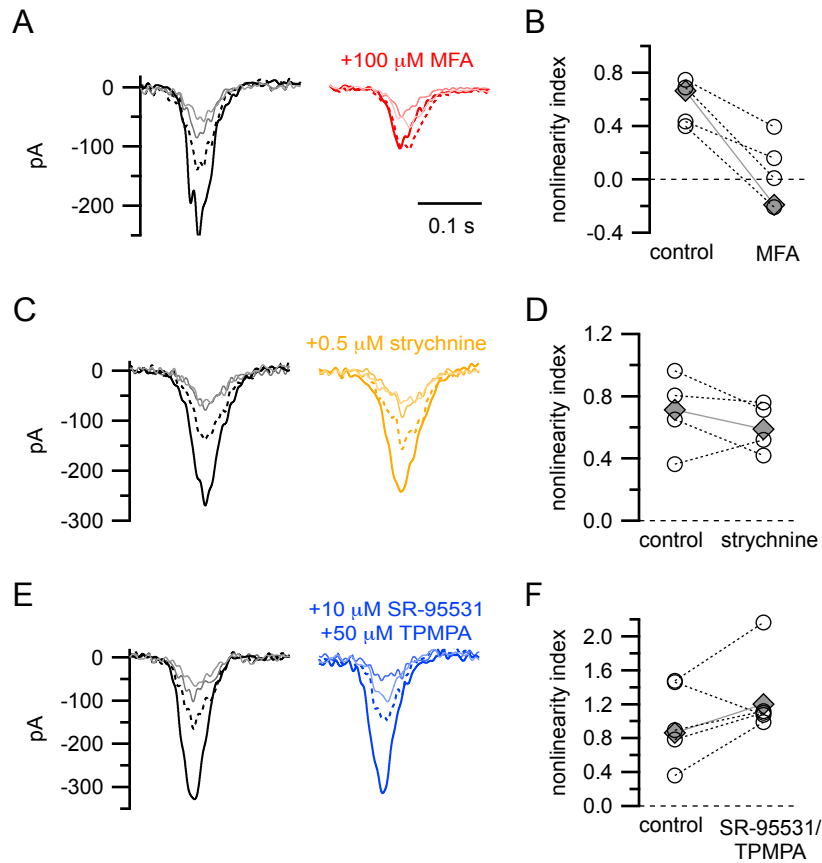 A
B
+100 μM MFA
0
-100
-200
pA
0.1 s
0.8
0.4
0.0
-0.4
nonlinearity index
control
MFA
C
D
+0.5 μM strychnine
0
-100
-200
-300
pA
1.2
0.8
0.4
0.0
nonlinearity index
control
strychnine
E
F
+10 μM SR-95531
+50 μM TPMPA
0
-100
-200
-300
pA
2.0
1.6
1.2
0.8
0.4
0.0
nonlinearity index
control
SR-95531/
TPMPA